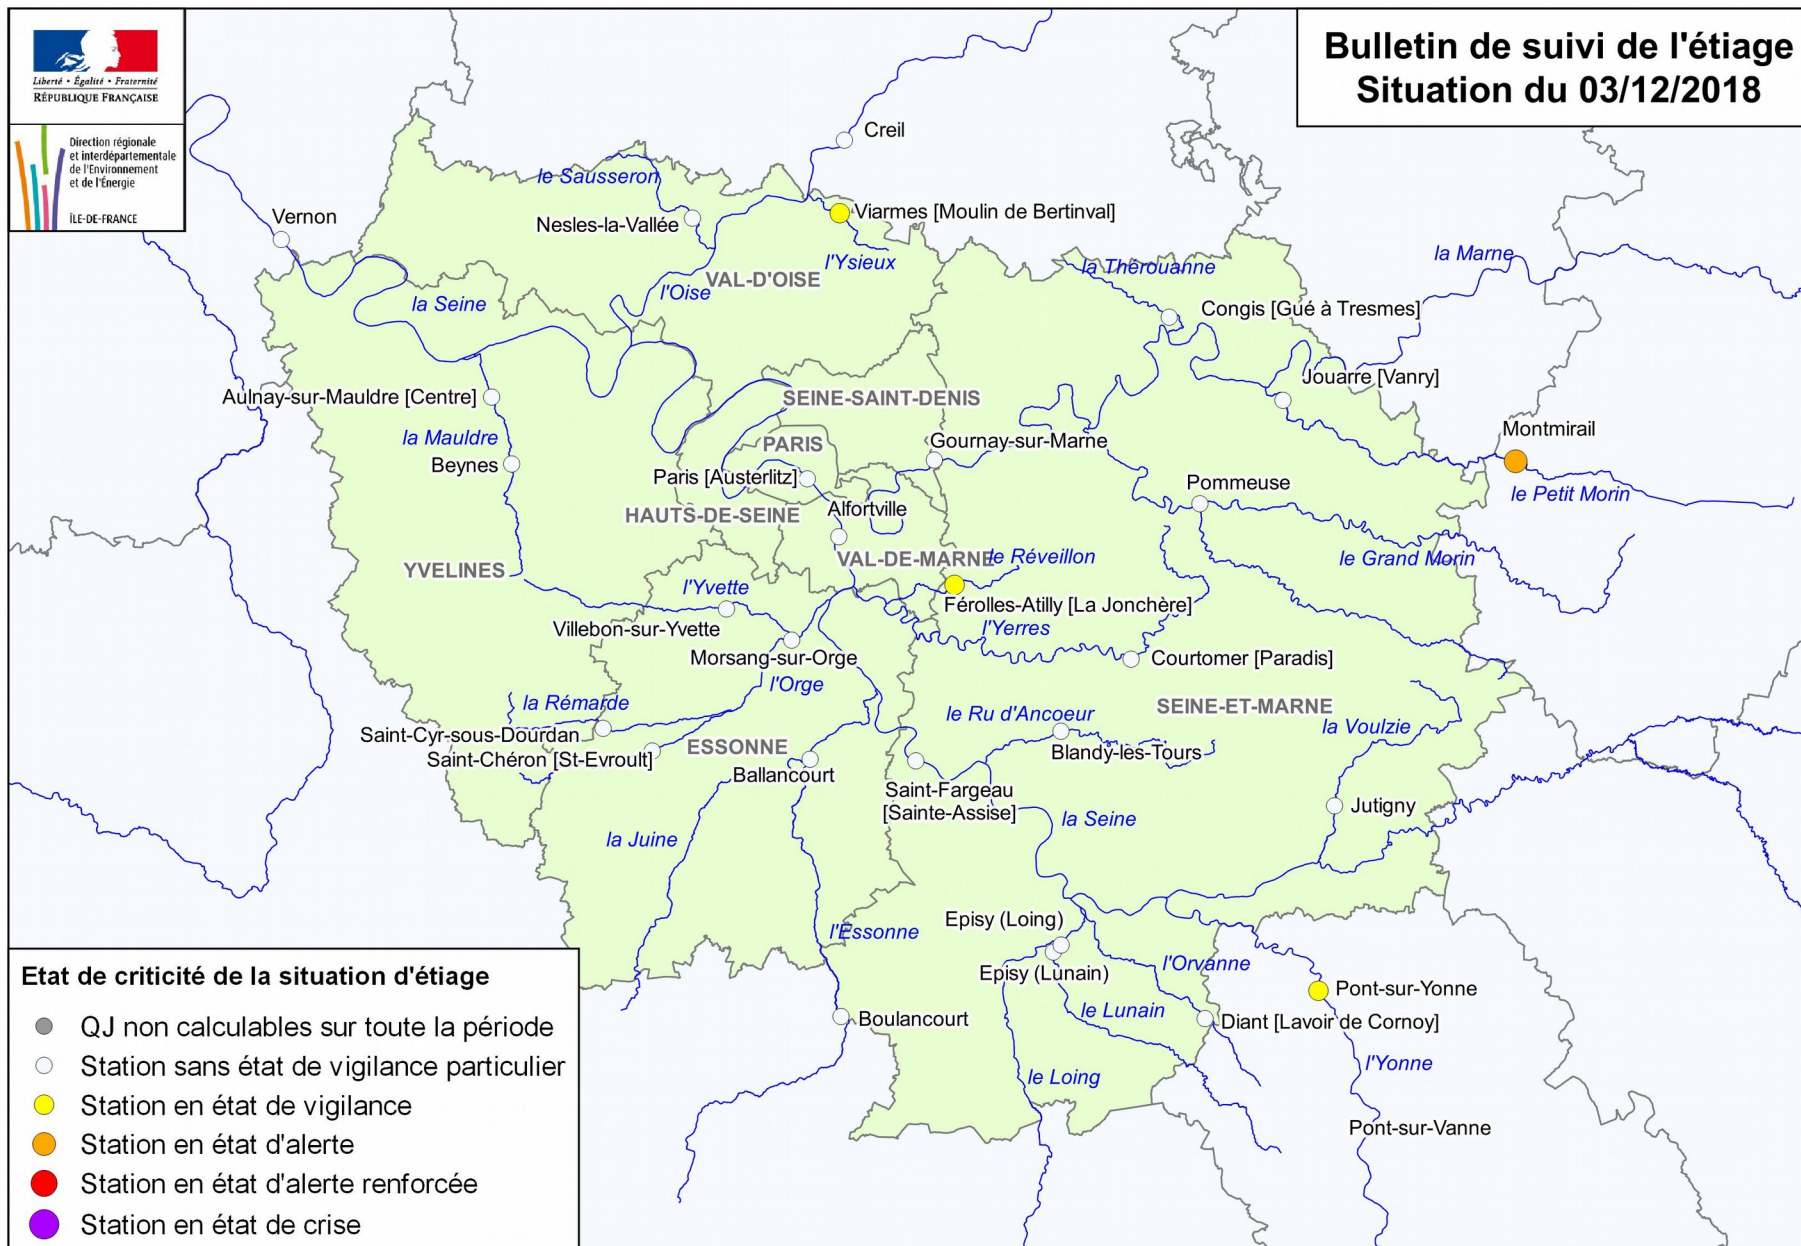 Liberté • Égalité • Fraternité
RÉPUBLIQUE FRANÇAISE
Direction régionale
et interdépartementale
de l'Environnement
et de l'Énergie
ÎLE-DE-FRANCE
Bulletin de suivi de l'étiage
Situation du 03/12/2018
Creil
le Sausseron
Vernon
Nesles-la-Vallée
Viarmes [Moulin de Bertinval]
l'Ysieux
VAL-D'OISE
l'Oise
la Seine
la Thérouanne
la Marne
Congis [Gué à Tresmes]
Jouarre [Vanry]
Aulnay-sur-Mauldre [Centre]
SEINE-SAINT-DENIS
la Mauldre
PARIS
Gournay-sur-Marne
Montmirail
Beynes
Paris [Austerlitz]
Pommeuse
le Petit Morin
HAUTS-DE-SEINE
Alfortville
VAL-DE-MARNE
le Réveillon
le Grand Morin
YVELINES
l'Yvette
Férolles-Atilly [La Jonchère]
Villebon-sur-Yvette
l'Yerres
Morsang-sur-Orge
Courtomer [Paradis]
l'Orge
la Rémarde
le Ru d'Ancoeur
SEINE-ET-MARNE
la Voulzie
Saint-Cyr-sous-Dourdan
Saint-Chéron [St-Evroult]
ESSONNE
Blandy-les-Tours
Ballancourt
Saint-Fargeau
[Sainte-Assise]
Jutigny
la Seine
la Juine
Episy (Loing)
l'Essonne
Episy (Lunain)
l'Orvanne
Pont-sur-Yonne
le Lunain
Boulancourt
Diant [Lavoir de Cornoy]
l'Yonne
le Loing
Pont-sur-Vanne
Etat de criticité de la situation d'étiage
QJ non calculables sur toute la période
Station sans état de vigilance particulier
Station en état de vigilance
Station en état d'alerte
Station en état d'alerte renforcée
Station en état de crise